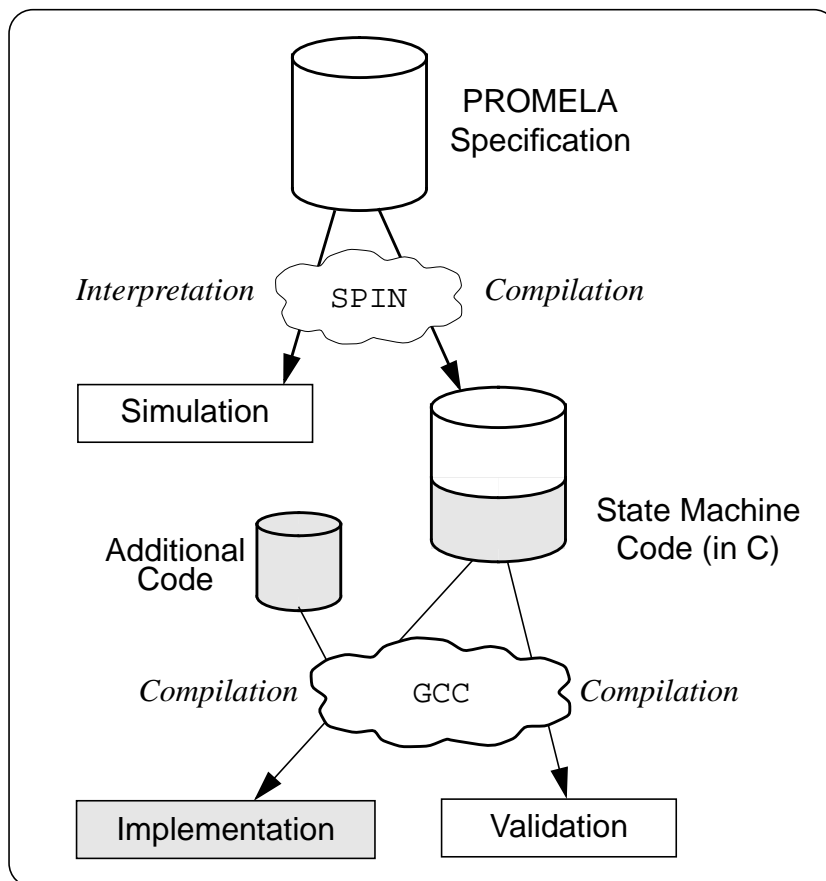 PROMELA
Specification
Interpretation
SPIN
Compilation
Simulation
State Machine
Code (in C)
Additional
Code
Compilation
GCC
Compilation
Implementation
Validation